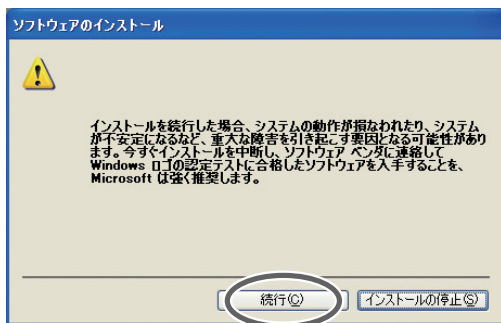 ソフトウェアのインストール
インストールを続行した場合、システムの動作が損なわれたり、システム
が不安定になるなど、重大な障害を引き起こす要因となる可能性があり
ます。今すぐインストールを中断し、ソフトウェア ベンダに連絡して
Windows ロゴの認定テストに合格したソフトウェアを入手することを、
Microsoft は強く推奨します。
続行(C)
インストールの停止(S)